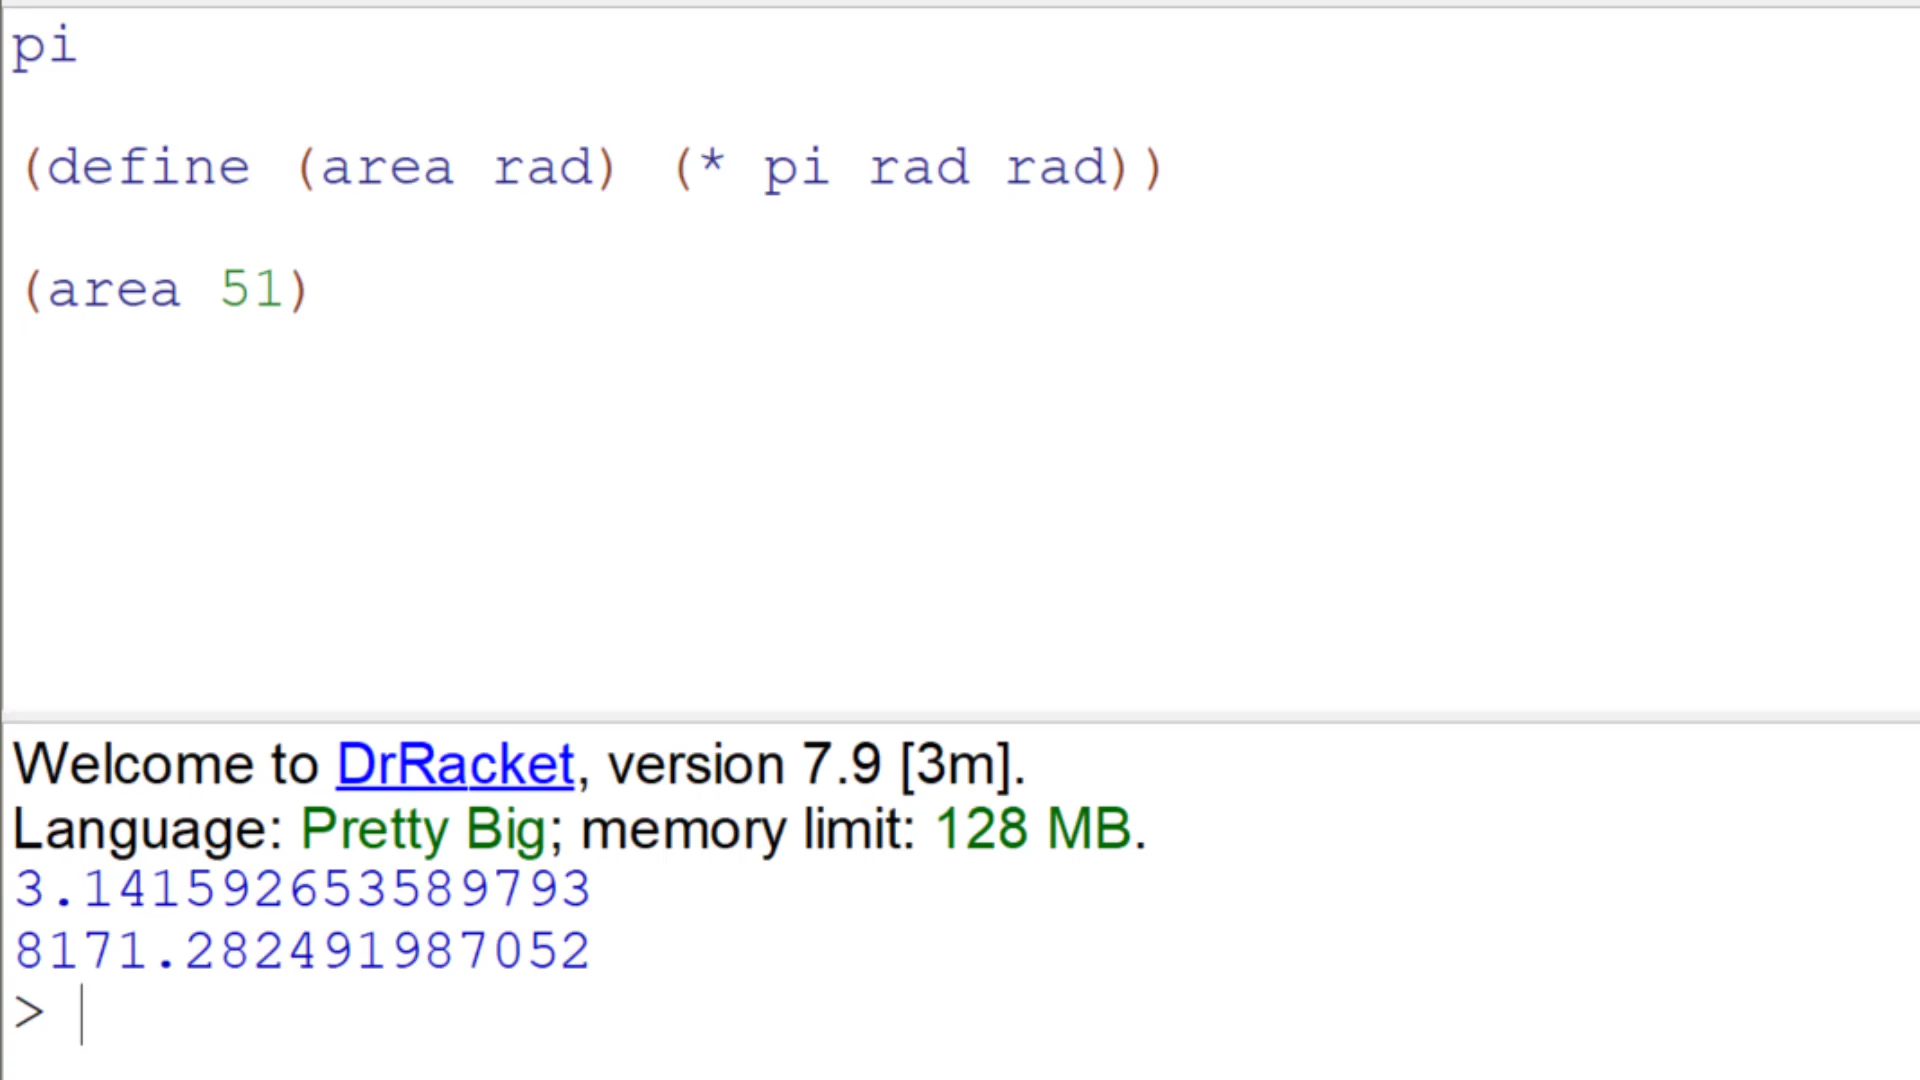 pi
(define (area rad) (* pi rad rad))
(area 51)
Welcome to DrRacket, version 7.9 [3m].
Language: Pretty Big; memory limit: 128 MB.
3.141592653589793
8171.282491987052
>